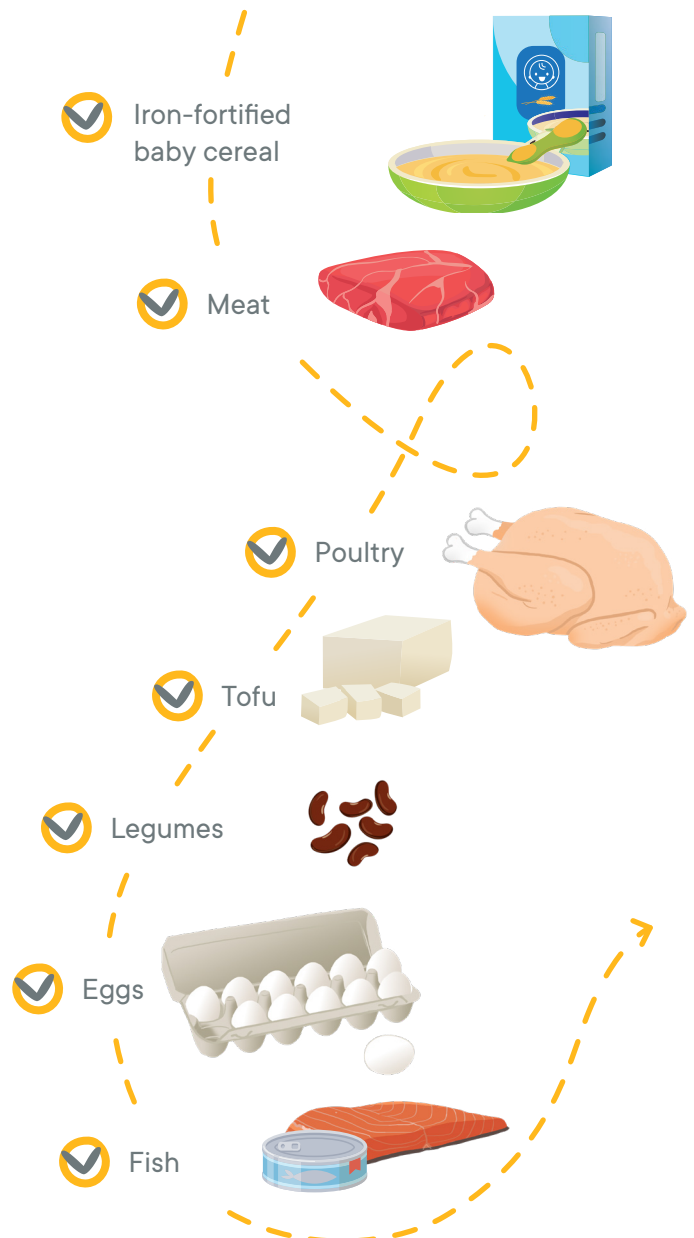 Iron-fortified
baby cereal
Meat
Poultry
Tofu
Legumes
Eggs
Fish